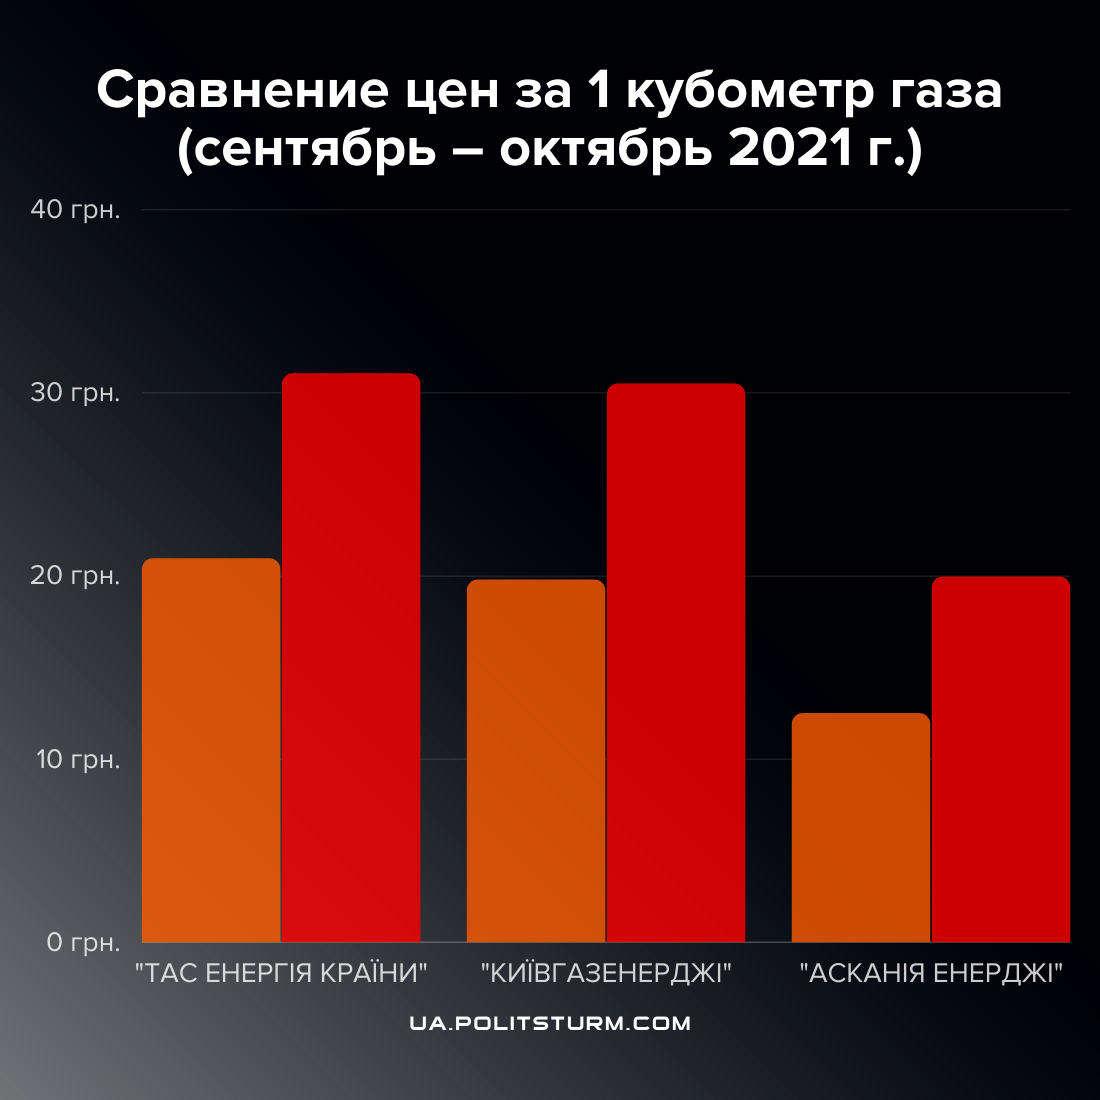 Сравнение цен за 1 кубометр газа
(сентябрь – октябрь 2021 г.)
40 грн.
30 грн.
20 грн.
10 грн.
0 грн.
"ТАС ЕНЕРГІЯ КРАЇНИ" "КИЇВГАЗЕНЕРДЖІ" "АСКАНІЯ ЕНЕРДЖІ"
UA.POLITSTURM.COM